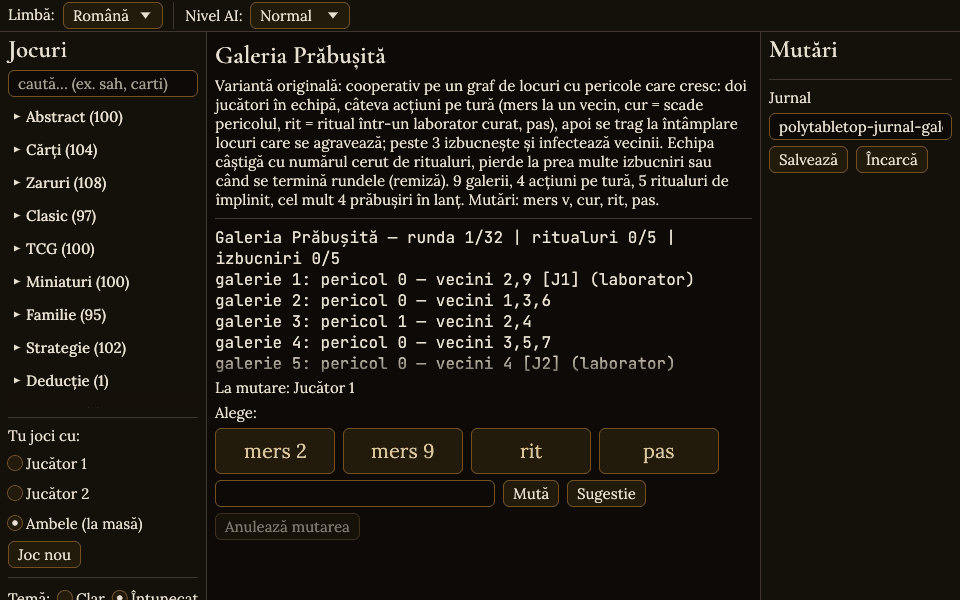 Limbă: Română ▼ Nivel AI: Normal ▼
Jocuri
caută... (ex. sah, carti)
▸ Abstract (100)
▸ Cărți (104)
▸ Zaruri (108)
▸ Clasic (97)
▸ TCG (100)
▸ Miniaturi (100)
▸ Familie (95)
▸ Strategie (102)
▸ Deducție (1)
Tu joci cu:
Jucător 1
Jucător 2
Ambele (la masă)
Joc nou
Temă: Clar Întunecat
Galeria Prăbușită
Variantă originală: cooperativ pe un graf de locuri cu pericole care cresc: doi
jucători în echipă, câteva acțiuni pe tură (mers la un vecin, cur = scade
pericolul, rit = ritual într-un laborator curat, pas), apoi se trag la întâmplare
locuri care se agravează; peste 3 izbucnește și infectează vecinii. Echipa
câștigă cu numărul cerut de ritualuri, pierde la prea multe izbucniri sau
când se termină rundele (remiză). 9 galerii, 4 acțiuni pe tură, 5 ritualuri de
împlinit, cel mult 4 prăbușiri în lanț. Mutări: mers v, cur, rit, pas.
Galeria Prăbușită — runda 1/32 | ritualuri 0/5 |
izbucniri 0/5
galerie 1: pericol 0 — vecini 2,9 [J1] (laborator)
galerie 2: pericol 0 — vecini 1,3,6
galerie 3: pericol 1 — vecini 2,4
galerie 4: pericol 0 — vecini 3,5,7
galerie 5: pericol 0 — vecini 4 [J2] (laborator)
La mutare: Jucător 1
Alege:
mers 2 mers 9 rit pas
Mută Sugestie
Anulează mutarea
Mutări
Jurnal
polytabletop-jurnal-gal
Salvează Încarcă